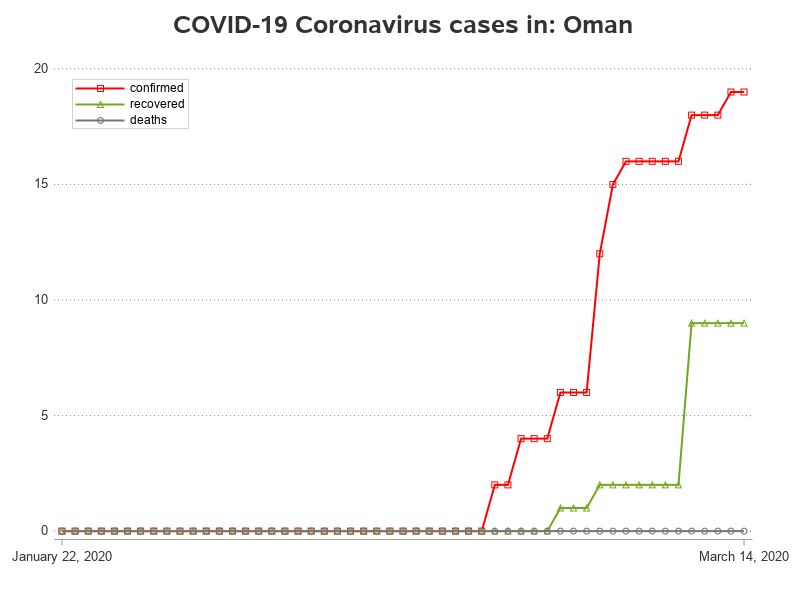 COVID-19 Coronavirus cases in: Oman
20
confirmed
recovered
deaths
15
10
5
0
January 22, 2020
March 14, 2020